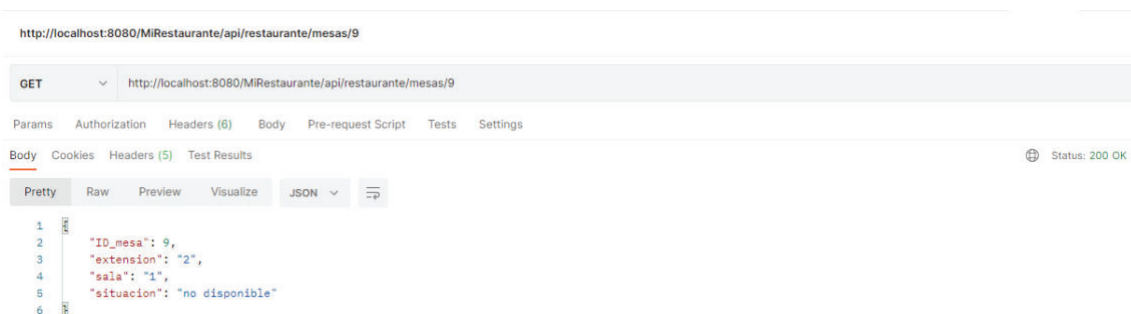 http://localhost:8080/MiRestaurante/api/restaurante/mesas/9
GET http://localhost:8080/MiRestaurante/api/restaurante/mesas/9
Params Authorization Headers (6) Body Pre-request Script Tests Settings
Body Cookies Headers (5) Test Results Status: 200 OK
Pretty Raw Preview Visualize JSON
1 {
2 "ID_mesa": 9,
3 "extension": "2",
4 "sala": "1",
5 "situacion": "no disponible"
6 }